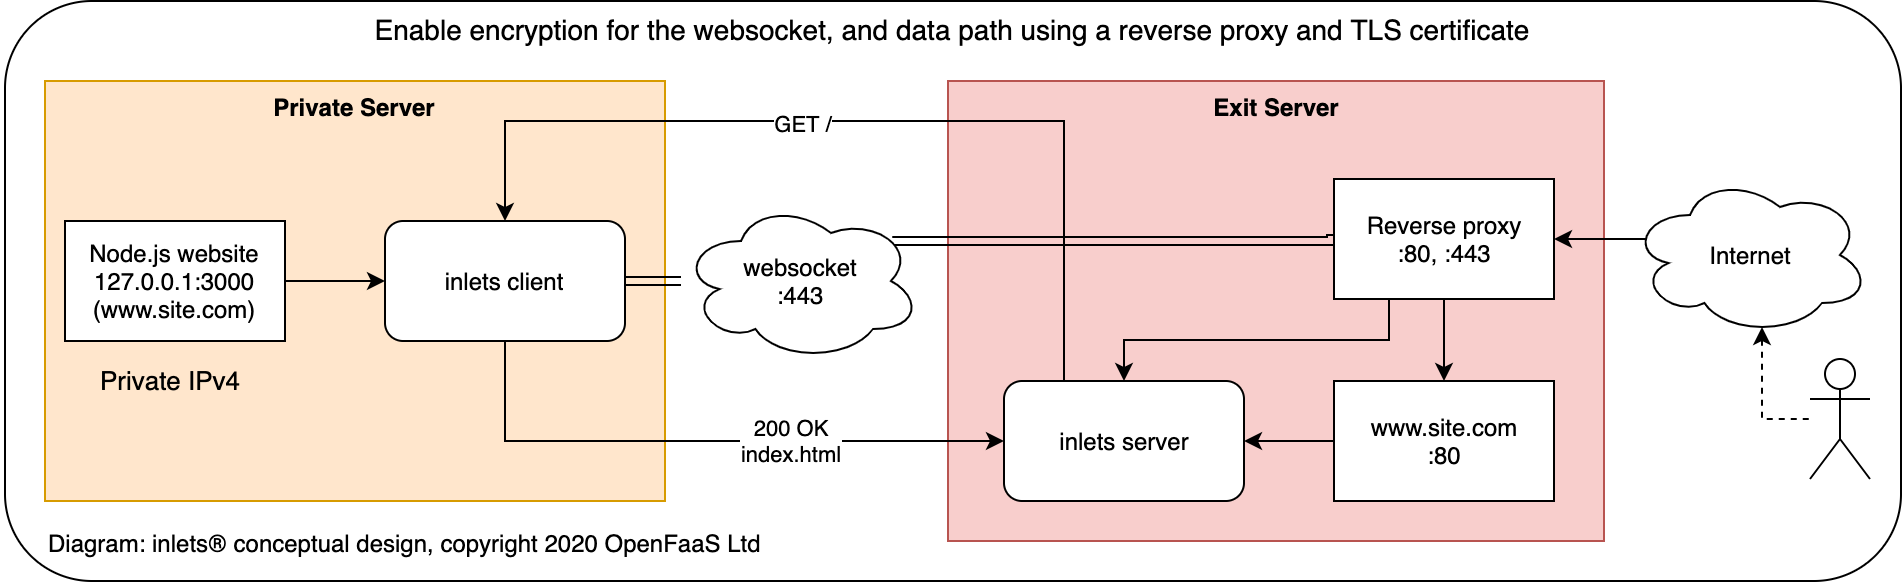 Enable encryption for the websocket, and data path using a reverse proxy and TLS certificate
Private Server
Exit Server
GET /
Node.js website
127.0.0.1:3000
(www.site.com)
inlets client
websocket
:443
Reverse proxy
:80, :443
Internet
Private IPv4
200 OK
index.html
inlets server
www.site.com
:80
Diagram: inlets® conceptual design, copyright 2020 OpenFaaS Ltd